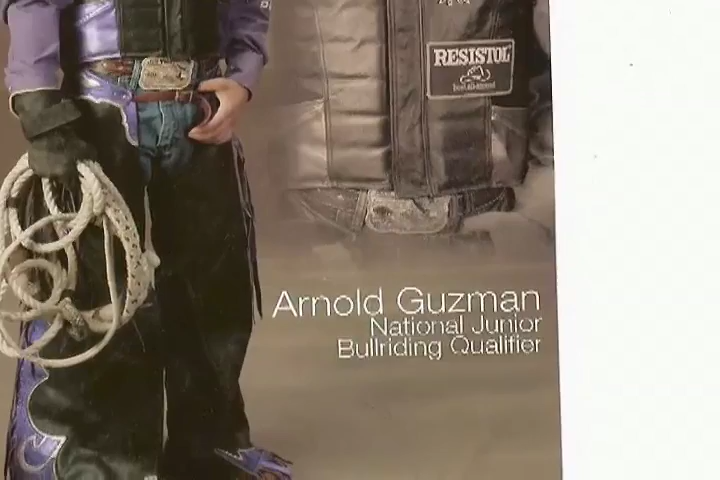 RESISTOL
Arnold Guzman
National Junior
Bullriding Qualifier